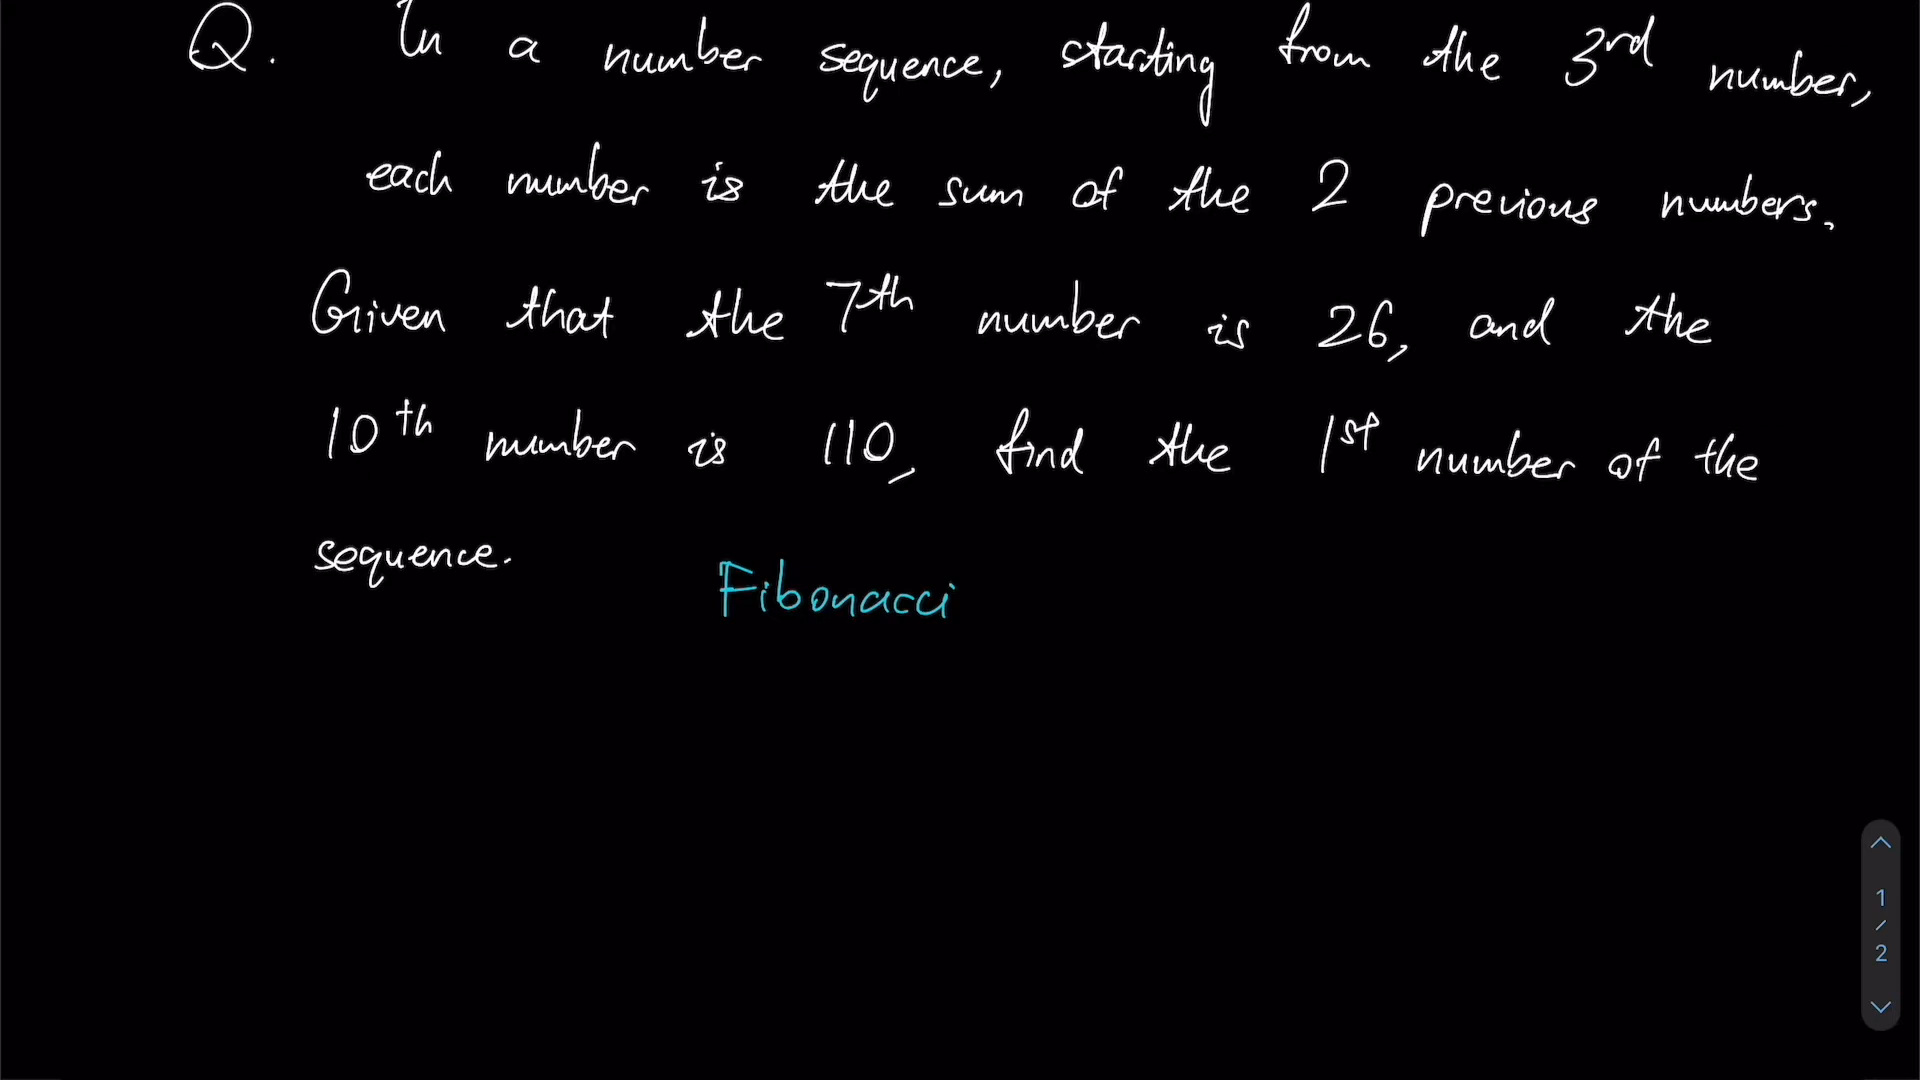 Q. In a number sequence, starting from the 3rd number,
each number is the sum of the 2 previous numbers.
Given that the 7th number is 26, and the
10th number is 110, find the 1st number of the
sequence.
Fibonacci
1
/
2